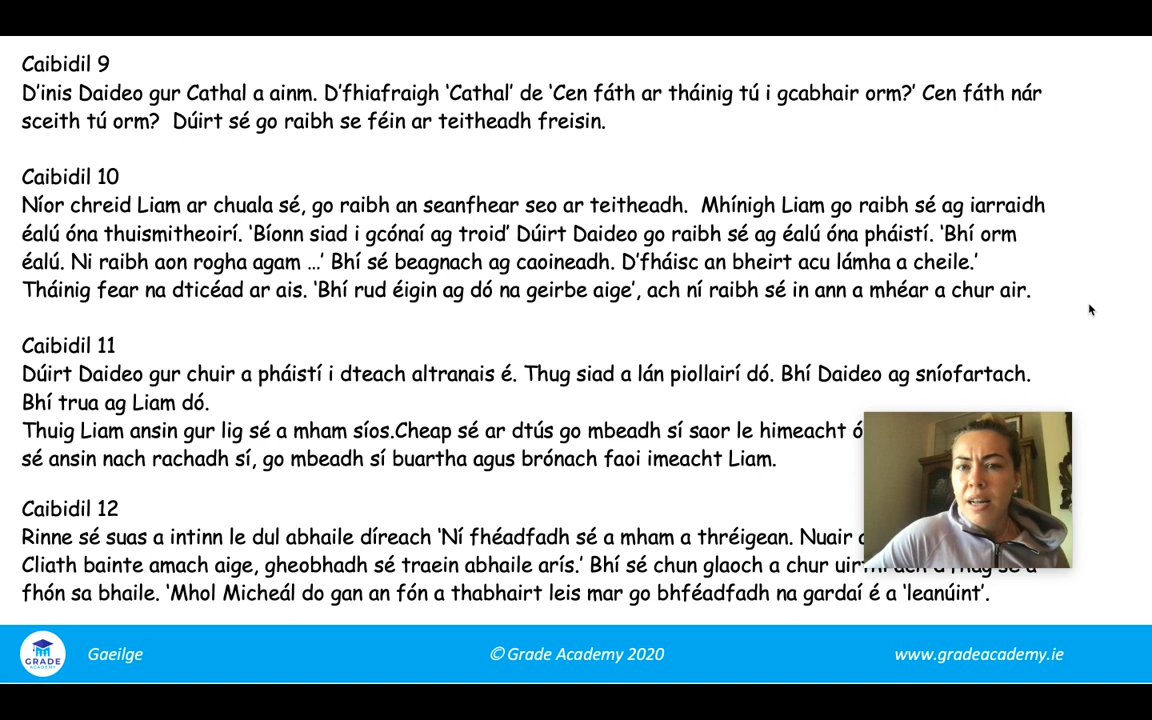 Caibidil 9
D'inis Daideo gur Cathal a ainm. D'fhiafraigh 'Cathal' de 'Cen fáth ar tháinig tú i gcabhair orm?' Cen fáth nár
sceith tú orm?  Dúirt sé go raibh se féin ar teitheadh freisin.
Caibidil 10
Níor chreid Liam ar chuala sé, go raibh an seanfhear seo ar teitheadh.  Mhínigh Liam go raibh sé ag iarraidh
éalú óna thuismitheoirí. 'Bíonn siad i gcónaí ag troid' Dúirt Daideo go raibh sé ag éalú óna pháistí. 'Bhí orm
éalú. Ni raibh aon rogha agam …' Bhí sé beagnach ag caoineadh. D'fháisc an bheirt acu lámha a cheile.'
Tháinig fear na dticéad ar ais. 'Bhí rud éigin ag dó na geirbe aige', ach ní raibh sé in ann a mhéar a chur air.
Caibidil 11
Dúirt Daideo gur chuir a pháistí i dteach altranais é. Thug siad a lán piollairí dó. Bhí Daideo ag sníofartach.
Bhí trua ag Liam dó.
Thuig Liam ansin gur lig sé a mham síos.Cheap sé ar dtús go mbeadh sí saor le himeacht
sé ansin nach rachadh sí, go mbeadh sí buartha agus brónach faoi imeacht Liam.
Caibidil 12
Rinne sé suas a intinn le dul abhaile díreach 'Ní fhéadfadh sé a mham a thréigean. Nuair
Cliath bainte amach aige, gheobhadh sé traein abhaile arís.' Bhí sé chun glaoch a chur
fhón sa bhaile. 'Mhol Micheál do gan an fón a thabhairt leis mar go bhféadfadh na gardaí é a 'leanúint'.
GRADE
ACADEMY
Gaeilge
© Grade Academy 2020
www.gradeacademy.ie